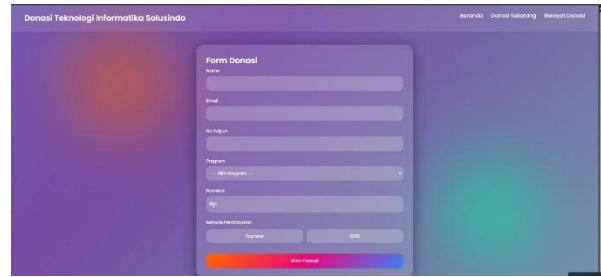 Donasi Teknologi Informatika Solusindo
Beranda Donasi Sekarang Riwayat Donasi
Form Donasi
Nama
Email
No Telpon
Program
-- Pilih Program --
Nominal
Rp
Metode Pembayaran
Transfer QRIS
Kirim Donasi